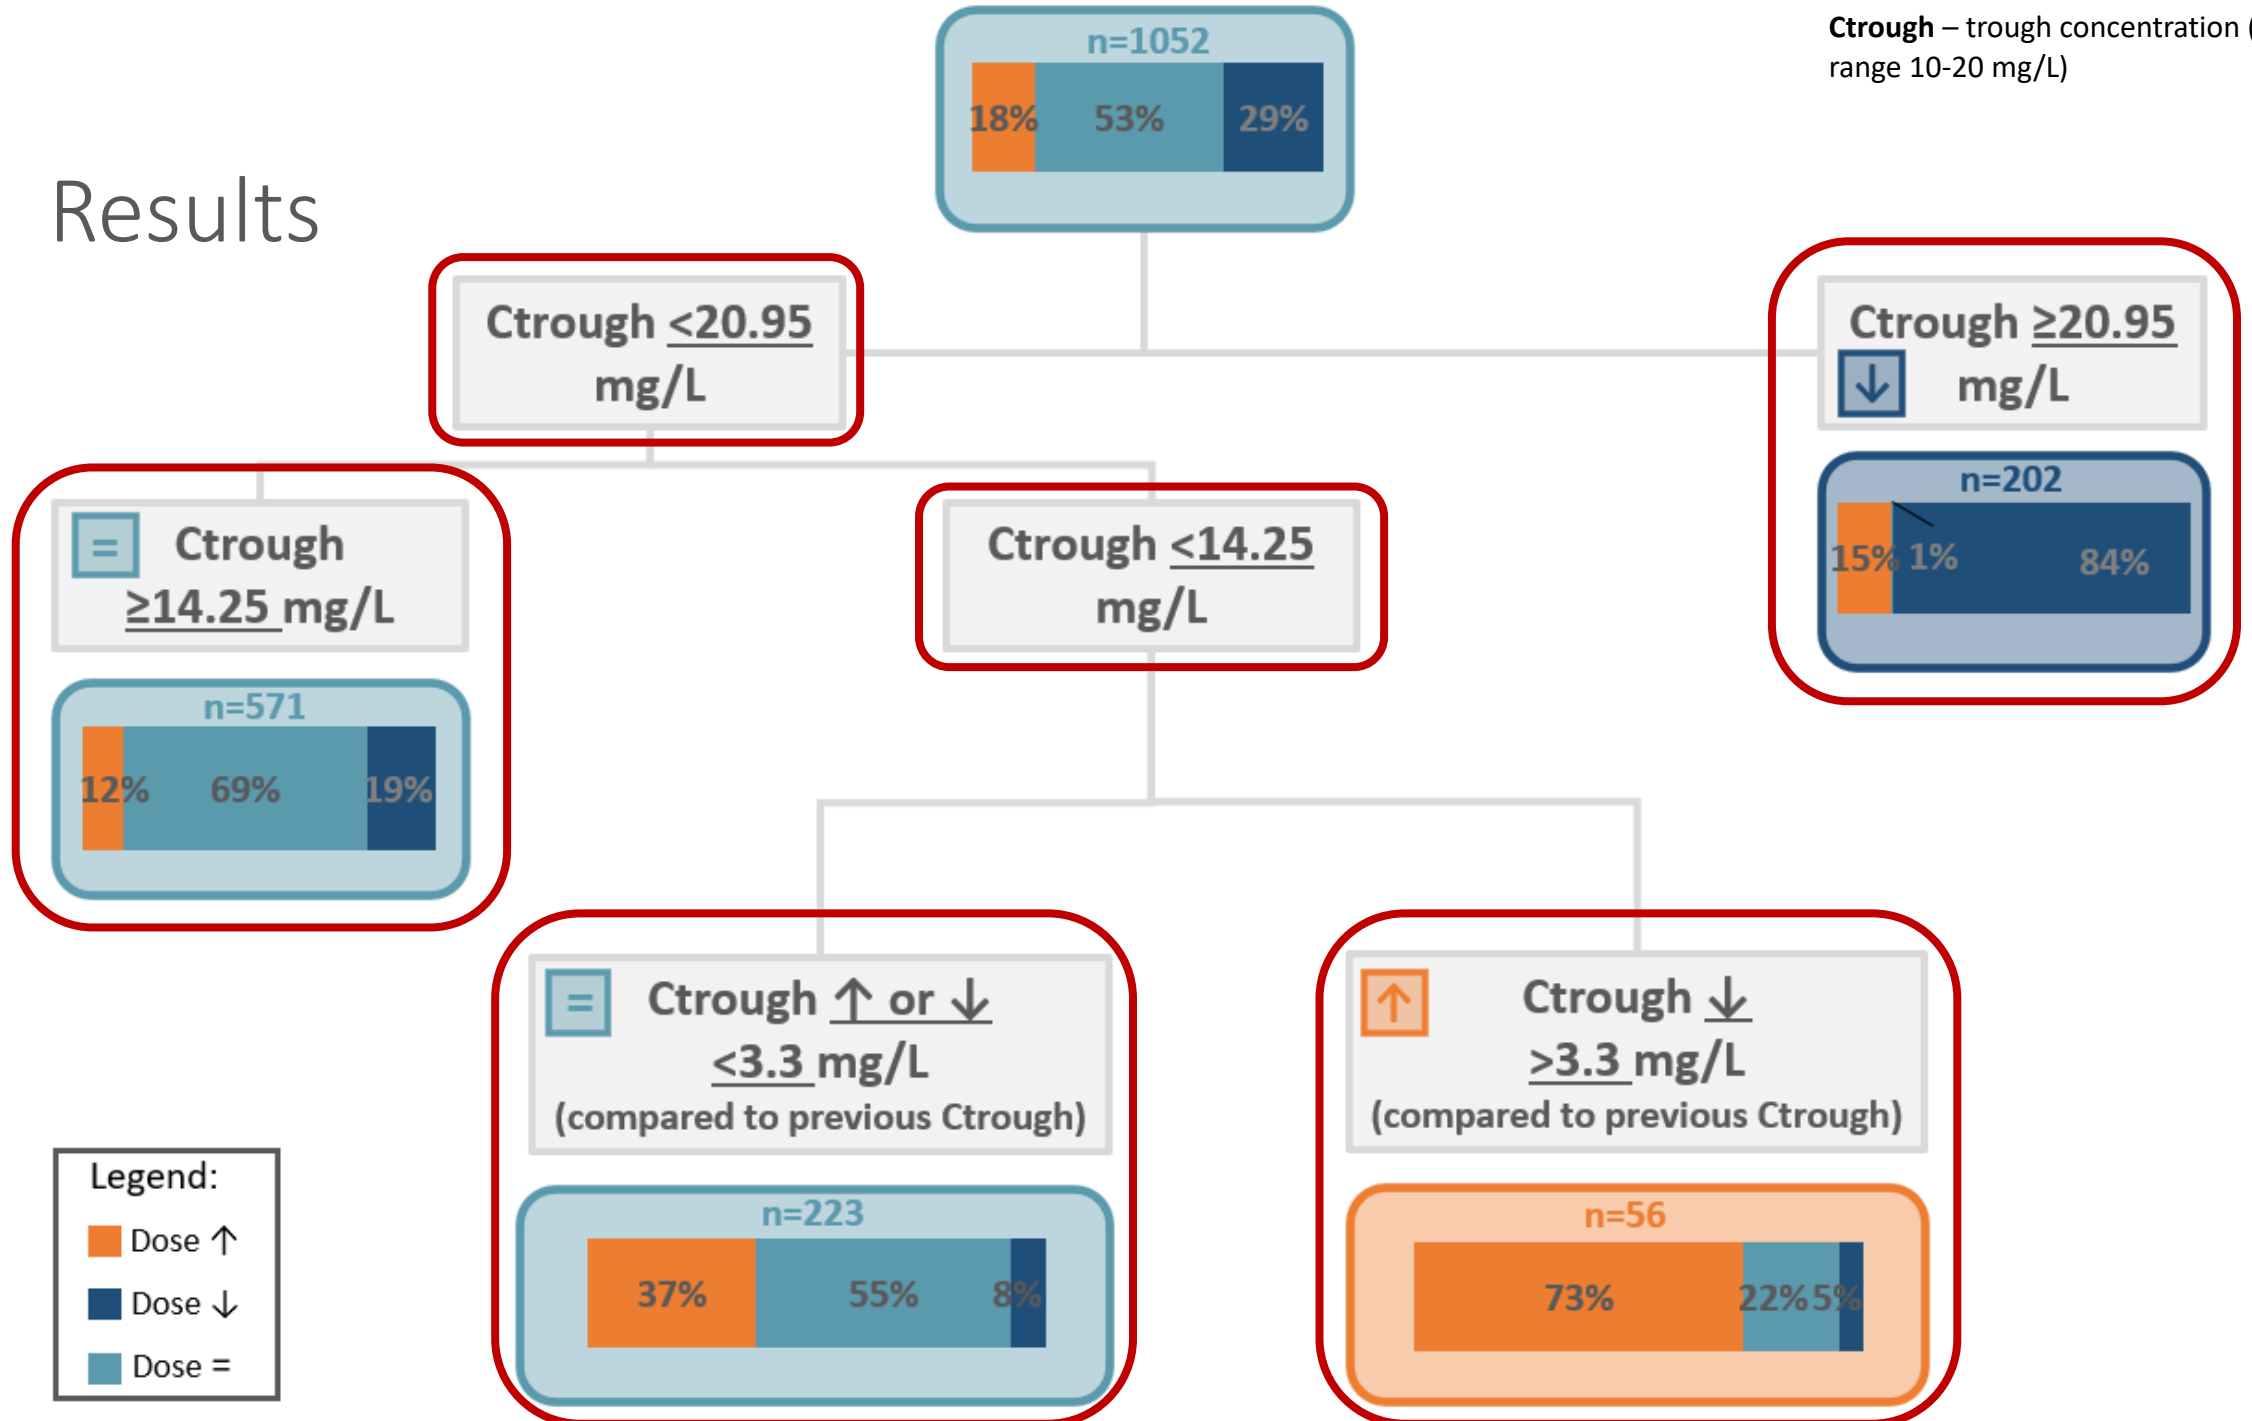 Ctrough – trough concentration (
range 10-20 mg/L)
n=1052
18% 53% 29%
Results
Ctrough <20.95
mg/L
Ctrough ≥20.95
↓ mg/L
n=202
15% 1% 84%
= Ctrough
≥14.25 mg/L
n=571
12% 69% 19%
Ctrough <14.25
mg/L
= Ctrough ↑ or ↓
<3.3 mg/L
(compared to previous Ctrough)
n=223
37% 55% 8%
↑ Ctrough ↓
>3.3 mg/L
(compared to previous Ctrough)
n=56
73% 22% 5%
Legend:
Dose ↑
Dose ↓
Dose =